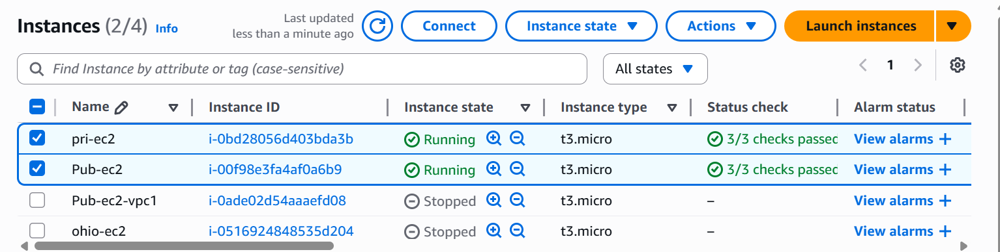 Instances (2/4) Info
Last updated
less than a minute ago
Connect
Instance state
Actions
Launch instances
Find Instance by attribute or tag (case-sensitive)
All states
1
Name Instance ID Instance state Instance type Status check Alarm status
pri-ec2 i-0bd28056d403bda3b Running t3.micro 3/3 checks passed View alarms +
Pub-ec2 i-00f98e3fa4af0a6b9 Running t3.micro 3/3 checks passed View alarms +
Pub-ec2-vpc1 i-0ade02d54aaaefd08 Stopped t3.micro – View alarms +
ohio-ec2 i-0516924848535d204 Stopped t3.micro – View alarms +